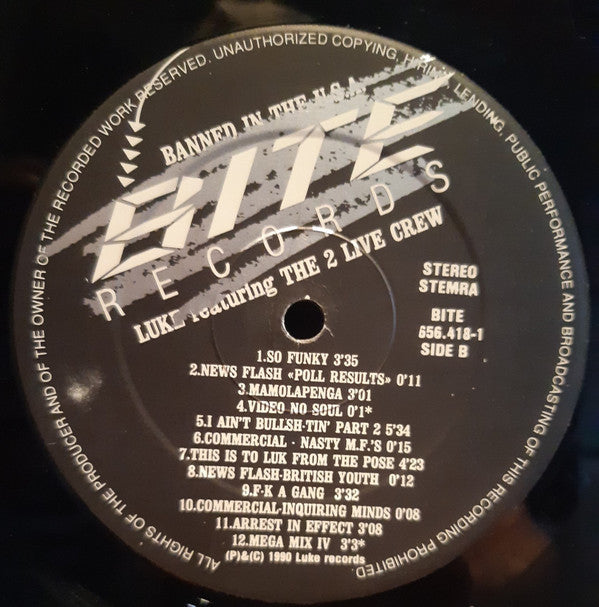 ALL RIGHTS OF THE PRODUCER AND OF THE OWNER OF THE RECORDED WORK RESERVED. UNAUTHORIZED COPYING, HIRING, LENDING, PUBLIC PERFORMANCE AND BROADCASTING OF THIS RECORDING PROHIBITED.
BANNED IN THE U.S.A.
BITE
RECORDS
LUKE featuring THE 2 LIVE CREW
STEREO
STEMRA
BITE
656.418-1
SIDE B
1.SO FUNKY 3'35
2.NEWS FLASH «POLL RESULTS» 0'11
3.MAMOLAPENGA 3'01
4.VIDEO NO SOUL 0'1*
5.I AIN'T BULLSH-TIN' PART 2 5'34
6.COMMERCIAL - NASTY M.F.'S 0'15
7.THIS IS TO LUK FROM THE POSE 4'23
8.NEWS FLASH-BRITISH YOUTH 0'12
9.F-K A GANG 3'32
10.COMMERCIAL-INQUIRING MINDS 0'08
11.ARREST IN EFFECT 3'08
12.MEGA MIX IV 3'3*
(P)&(C) 1990 Luke records